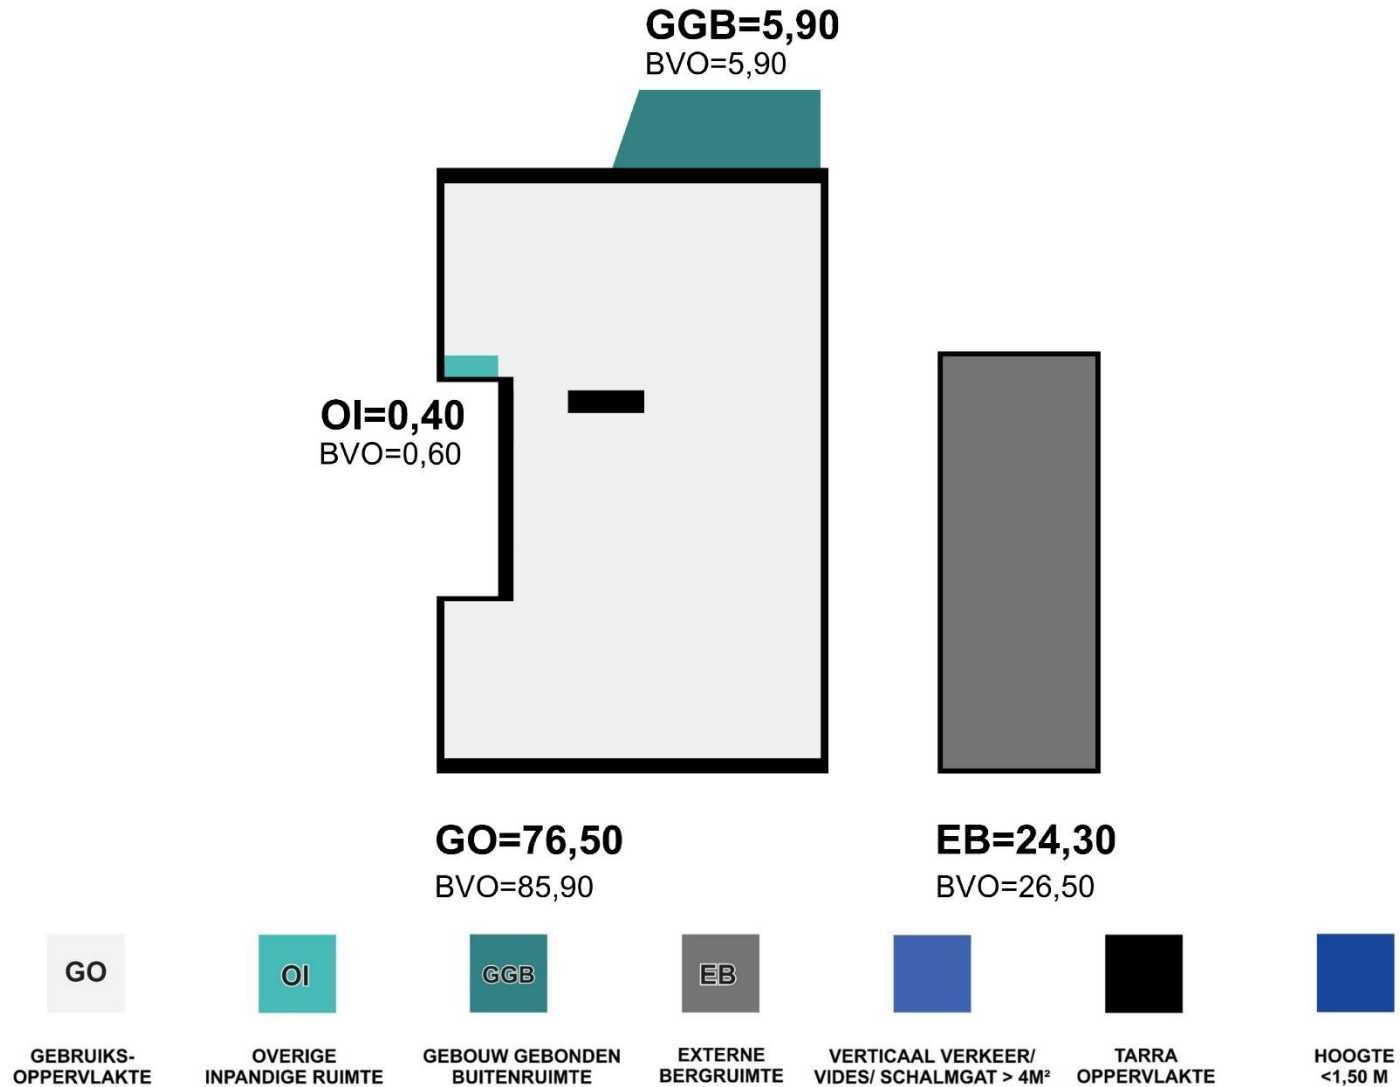 GGB=5,90
BVO=5,90
OI=0,40
BVO=0,60
GO=76,50
BVO=85,90
EB=24,30
BVO=26,50
GO
OI
GGB
EB
GEBRUIKS-
OPPERVLAKTE
OVERIGE
INPANDIGE RUIMTE
GEBOUW GEBONDEN
BUITENRUIMTE
EXTERNE
BERGRUIMTE
VERTICAAL VERKEER/
VIDES/ SCHALMGAT > 4M²
TARRA
OPPERVLAKTE
HOOGTE
<1,50 M